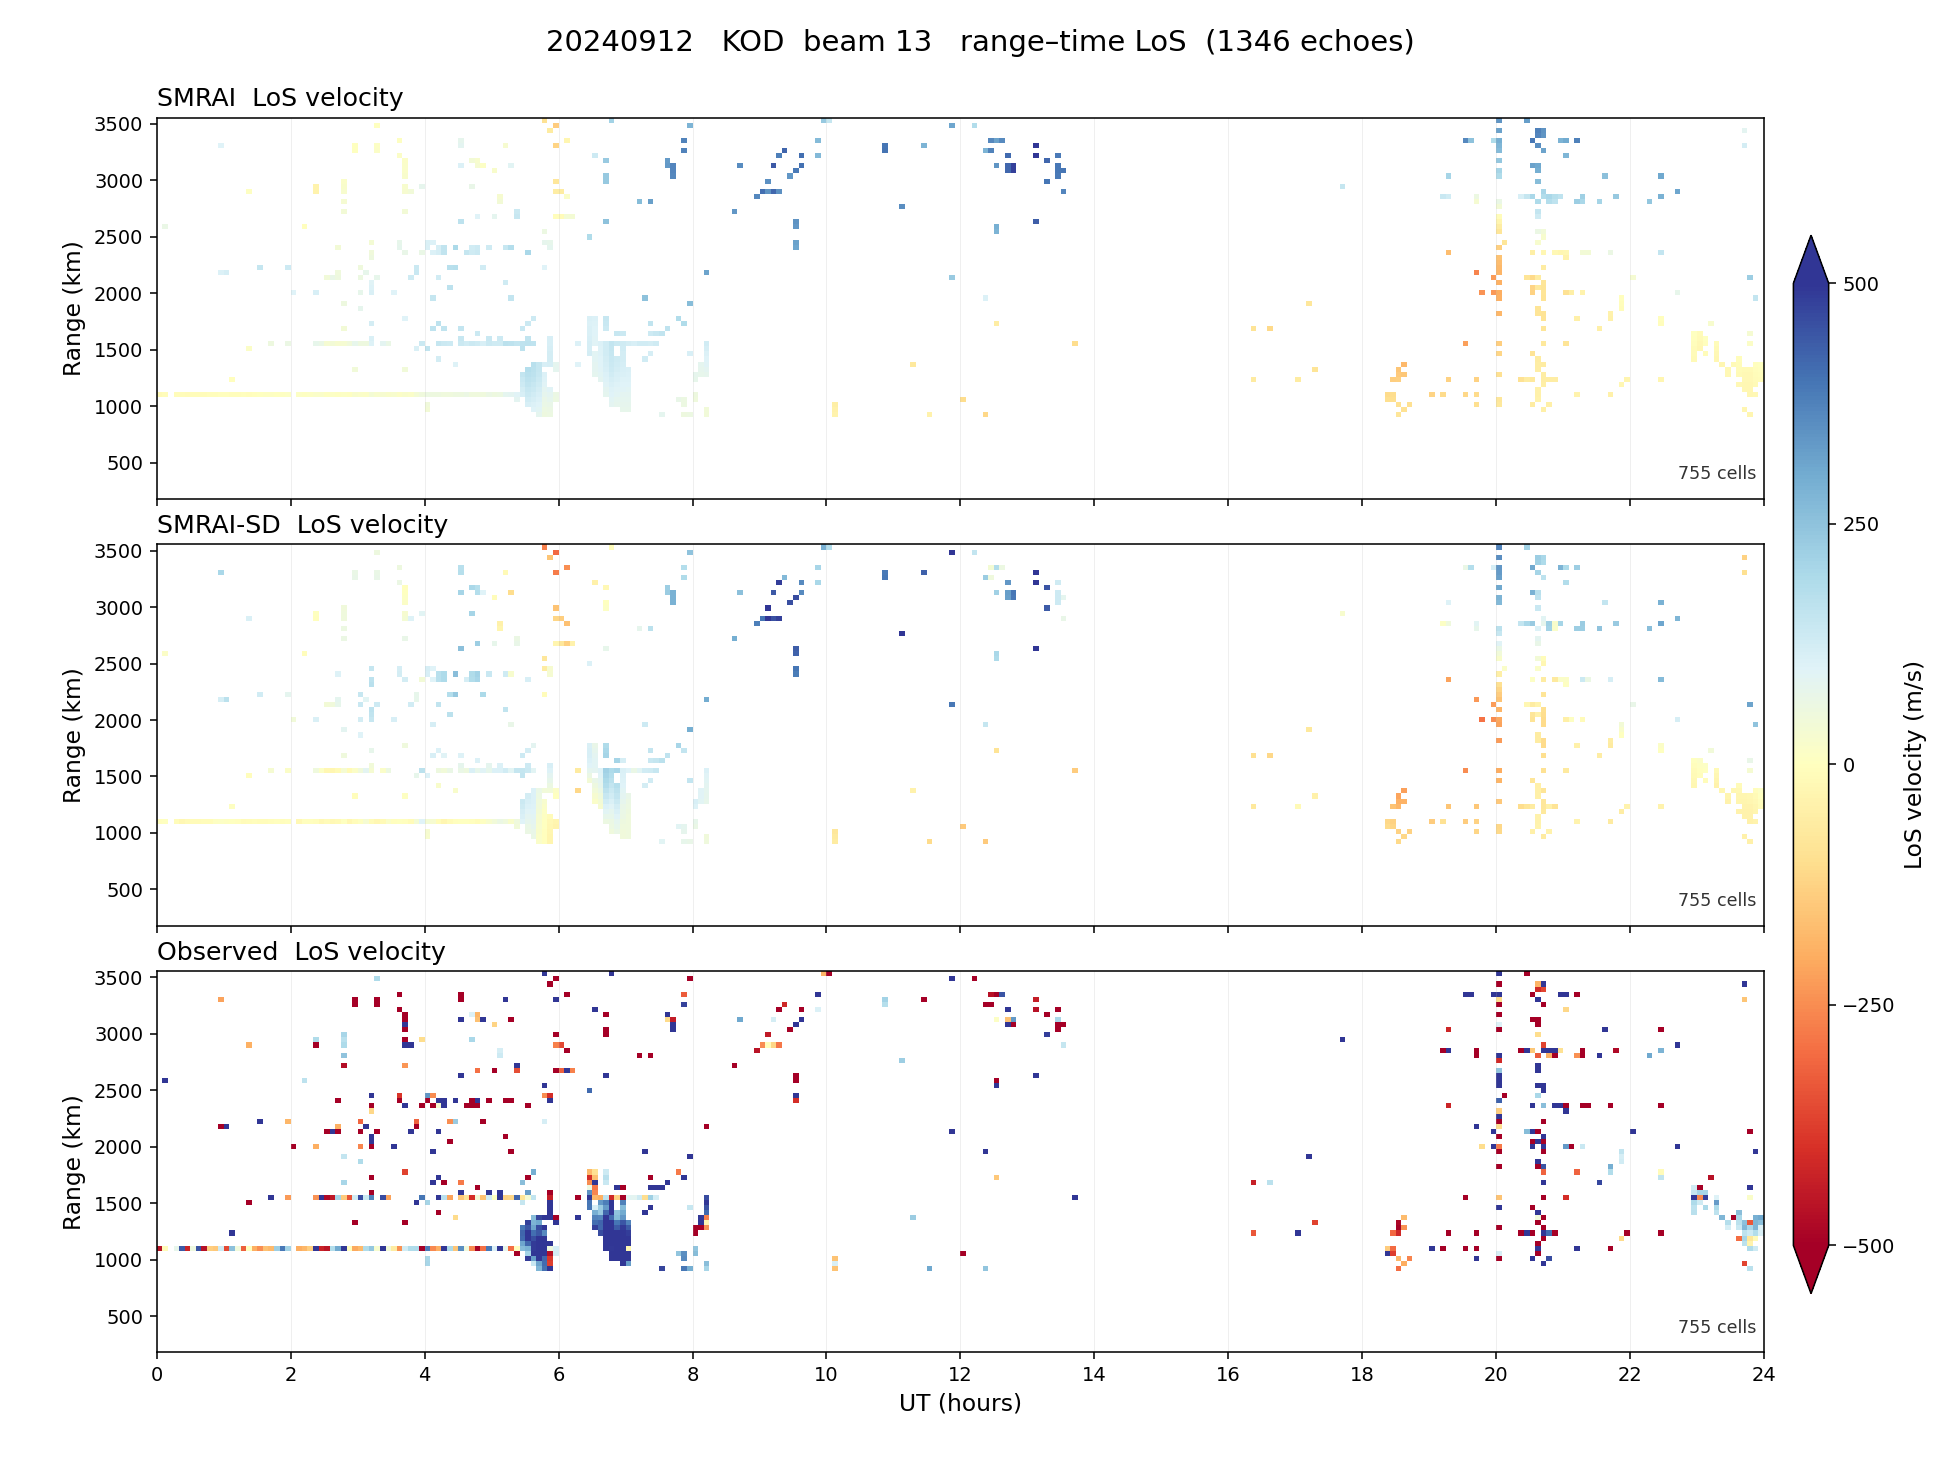 20240912 KOD beam 13 range–time LoS (1346 echoes)
SMRAI LoS velocity
3500
3000
2500
2000
1500
1000
500
Range (km)
755 cells
SMRAI-SD LoS velocity
3500
3000
2500
2000
1500
1000
500
Range (km)
755 cells
Observed LoS velocity
3500
3000
2500
2000
1500
1000
500
Range (km)
755 cells
0 2 4 6 8 10 12 14 16 18 20 22 24
UT (hours)
500
250
0
−250
−500
LoS velocity (m/s)